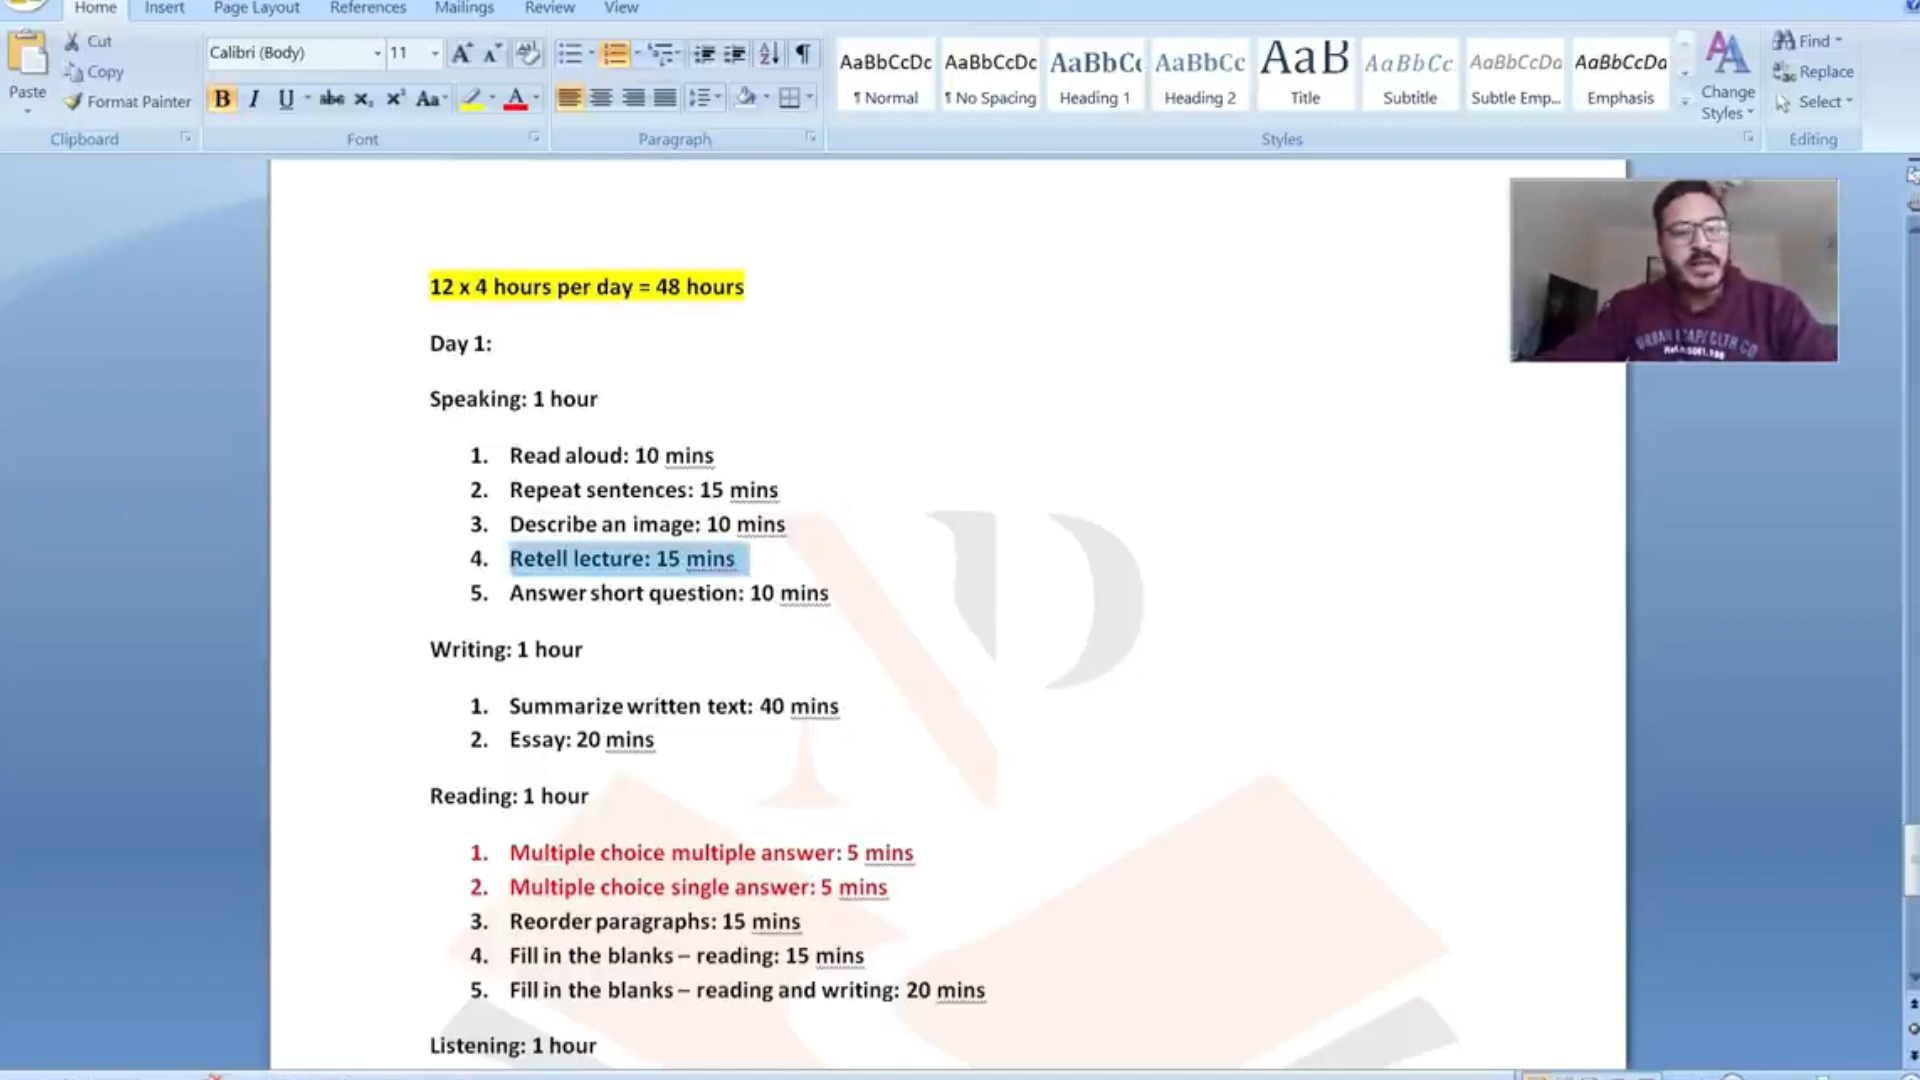 Home Insert Page Layout References Mailings Review View
Cut
Calibri (Body) 11
AaBbCcDc AaBbCcDc AaBbCc AaBbCc AaB AaBbCc. AaBbCcDa AaBbCcDa
Find
Copy
Replace
Paste
Format Painter
B I U abc x₂ x² Aa A
¶ Normal ¶ No Spacing Heading 1 Heading 2 Title Subtitle Subtle Emp... Emphasis
Change Styles
Select
Clipboard Font Paragraph Styles Editing
12 x 4 hours per day = 48 hours
Day 1:
Speaking: 1 hour
1. Read aloud: 10 mins
2. Repeat sentences: 15 mins
3. Describe an image: 10 mins
4. Retell lecture: 15 mins
5. Answer short question: 10 mins
Writing: 1 hour
1. Summarize written text: 40 mins
2. Essay: 20 mins
Reading: 1 hour
1. Multiple choice multiple answer: 5 mins
2. Multiple choice single answer: 5 mins
3. Reorder paragraphs: 15 mins
4. Fill in the blanks – reading: 15 mins
5. Fill in the blanks – reading and writing: 20 mins
Listening: 1 hour